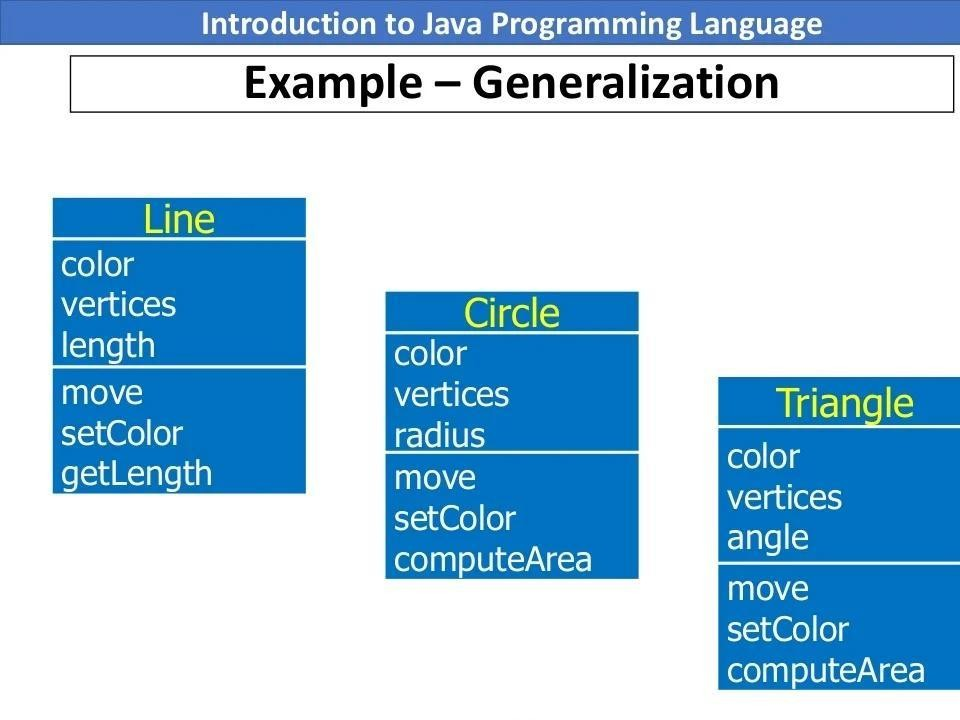 Introduction to Java Programming Language
Example – Generalization
Line
color
vertices
length
move
setColor
getLength
Circle
color
vertices
radius
move
setColor
computeArea
Triangle
color
vertices
angle
move
setColor
computeArea